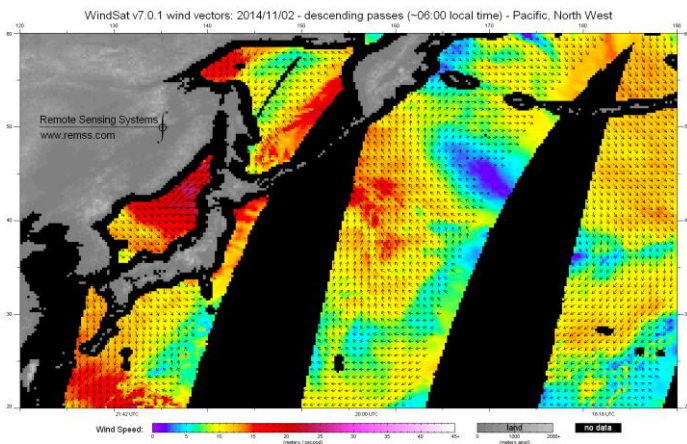 WindSat v7.0.1 wind vectors: 2014/11/02 - descending passes (~06:00 local time) - Pacific, North West
120 130 140 150 160 170 180 190
60
50
40
30
20
Remote Sensing Systems
www.remss.com
21:42 UTC 20:00 UTC 18:19 UTC
Wind Speed: 0 5 10 15 20 25 30 35 40 45+
(meters / second)
land
0 1000 2000+
(meters amsl)
no data